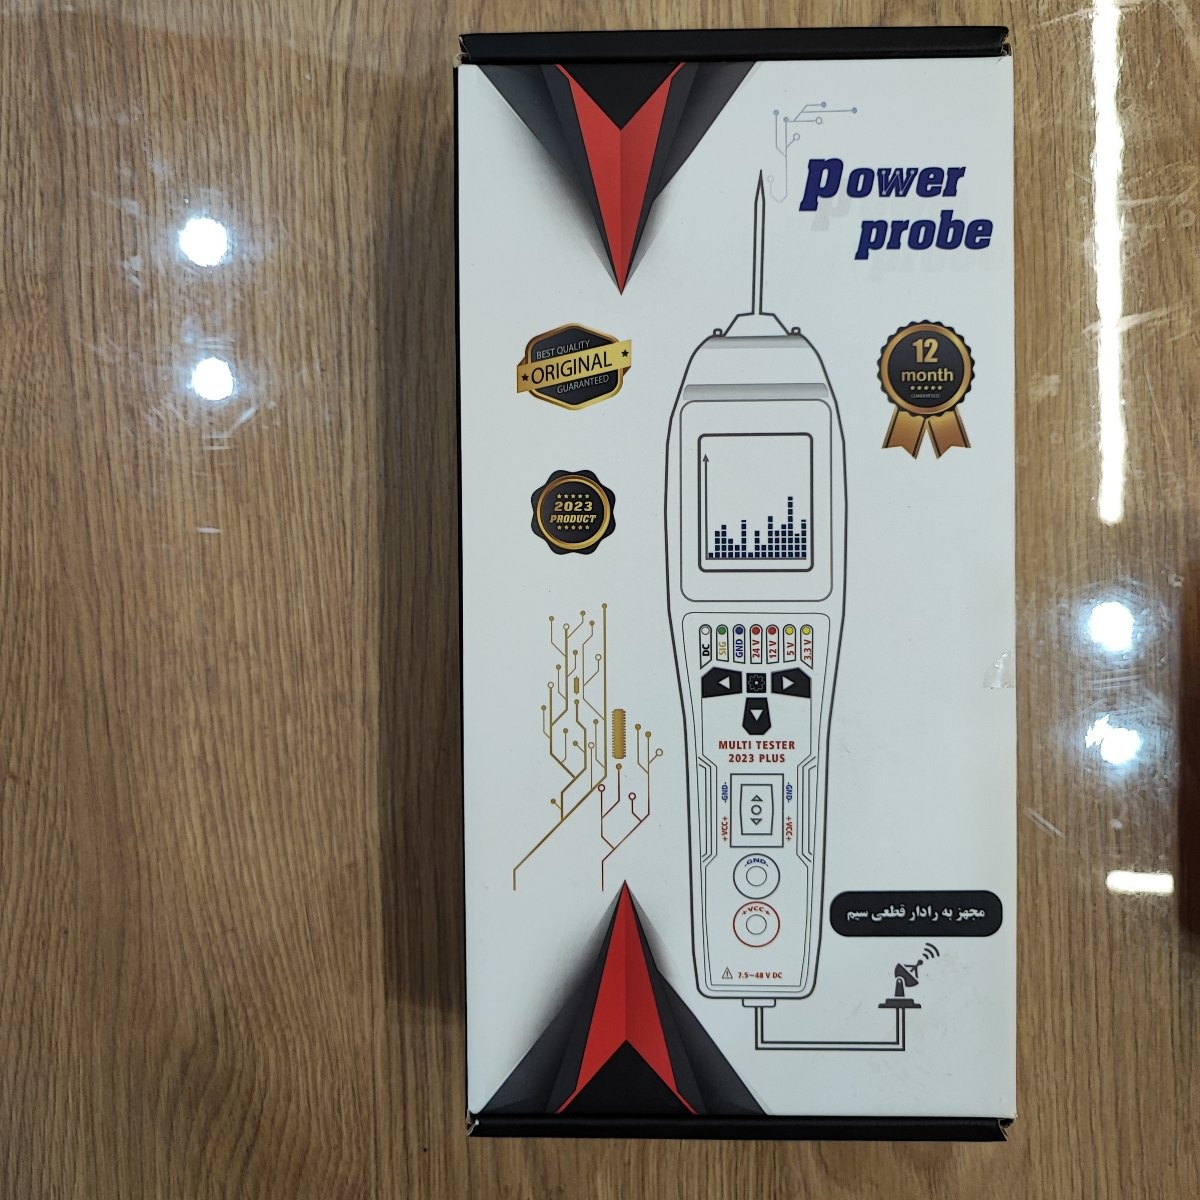 power
probe
BEST QUALITY
ORIGINAL
GUARANTEED
12
month
GUARANTEED
2023
PRODUCT
DC
SIG
GND
24 V
12 V
5 V
3.3 V
MULTI TESTER
2023 PLUS
-GND-
-GND-
+VCC+
+VCC+
-GND-
+VCC+
مجهز به رادار قطعی سیم
7.5~48 V DC